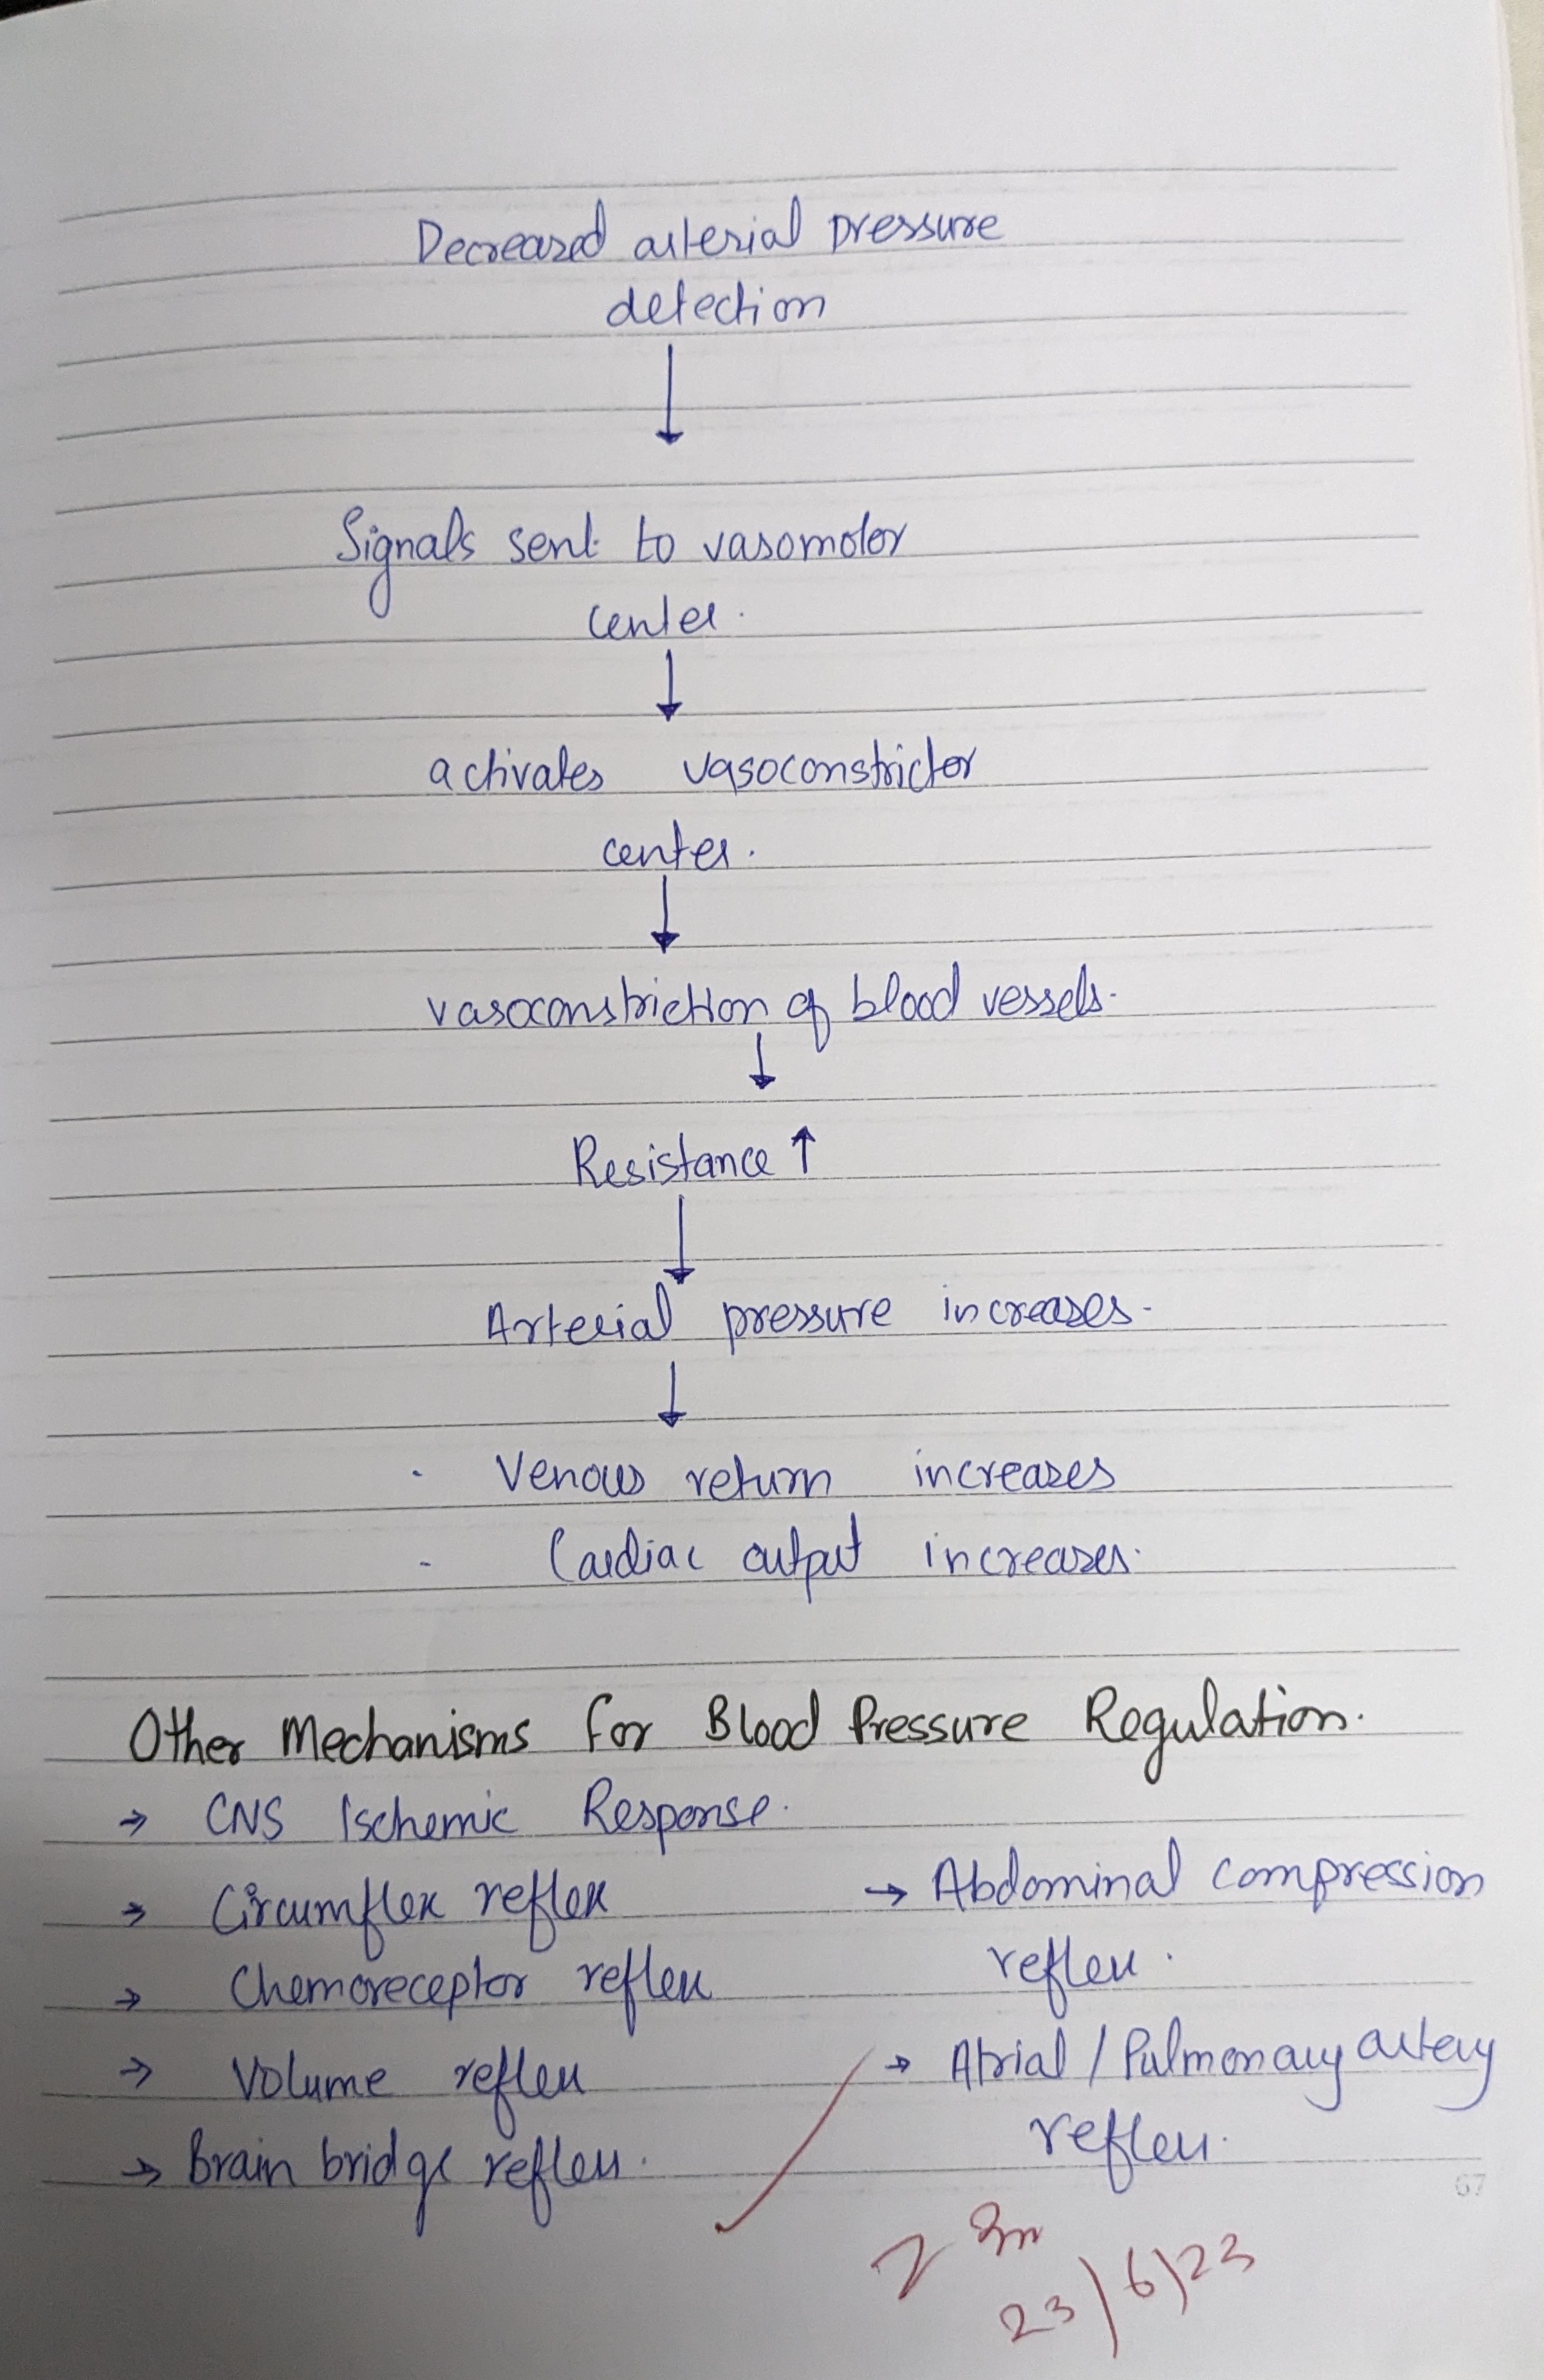 Decreased arterial pressure
detection
↓
Signals sent to vasomotor
center.
↓
activates vasoconstrictor
center.
↓
vasoconstriction of blood vessels.
↓
Resistance ↑
↓
Arterial pressure increases.
↓
· Venous return increases
· Cardiac output increases.
Other Mechanisms for Blood Pressure Regulation.
→ CNS Ischemic Response.
→ Circumflex reflex
→ Chemoreceptor reflex
→ Volume reflex
→ Brain bridge reflex.
→ Abdominal compression
reflex.
→ Atrial / Pulmonary artery
reflex.
67
23/6/23